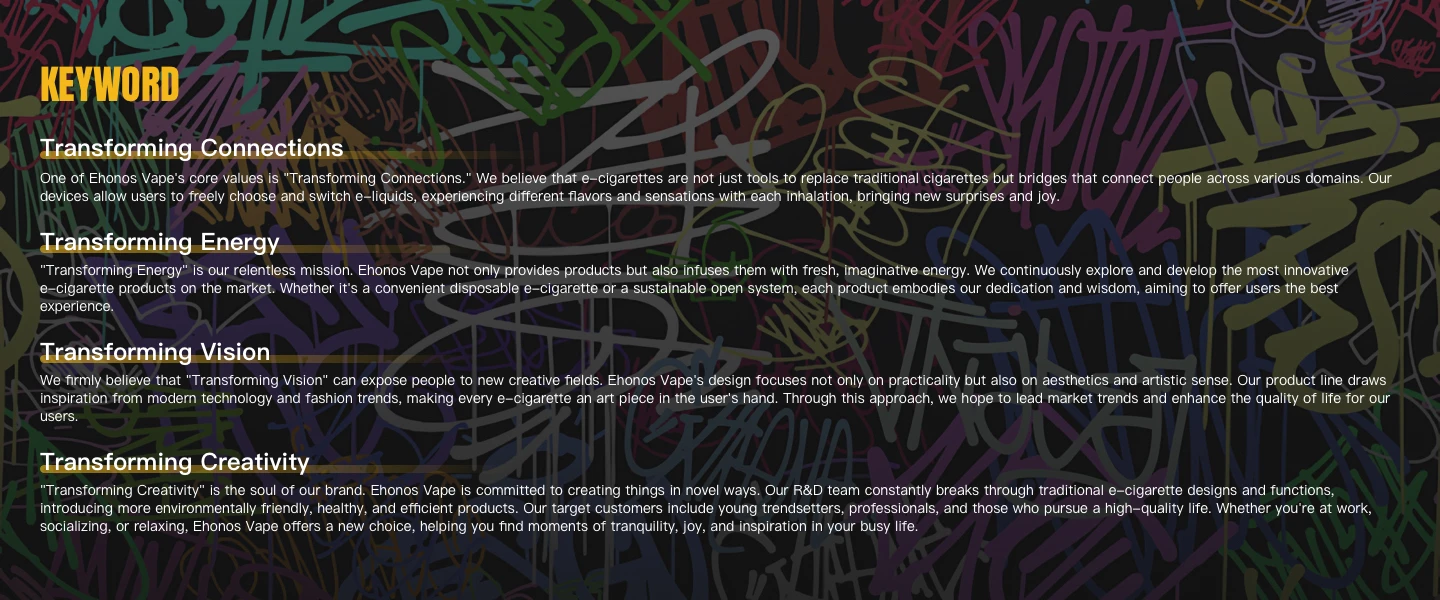 KEYWORD
Transforming Connections
One of Ehonos Vape's core values is "Transforming Connections." We believe that e-cigarettes are not just tools to replace traditional cigarettes but bridges that connect people across various domains. Our
devices allow users to freely choose and switch e-liquids, experiencing different flavors and sensations with each inhalation, bringing new surprises and joy.
Transforming Energy
"Transforming Energy" is our relentless mission. Ehonos Vape not only provides products but also infuses them with fresh, imaginative energy. We continuously explore and develop the most innovative
e-cigarette products on the market. Whether it's a convenient disposable e-cigarette or a sustainable open system, each product embodies our dedication and wisdom, aiming to offer users the best
experience.
Transforming Vision
We firmly believe that "Transforming Vision" can expose people to new creative fields. Ehonos Vape's design focuses not only on practicality but also on aesthetics and artistic sense. Our product line draws
inspiration from modern technology and fashion trends, making every e-cigarette an art piece in the user's hand. Through this approach, we hope to lead market trends and enhance the quality of life for our
users.
Transforming Creativity
"Transforming Creativity" is the soul of our brand. Ehonos Vape is committed to creating things in novel ways. Our R&D team constantly breaks through traditional e-cigarette designs and functions,
introducing more environmentally friendly, healthy, and efficient products. Our target customers include young trendsetters, professionals, and those who pursue a high-quality life. Whether you're at work,
socializing, or relaxing, Ehonos Vape offers a new choice, helping you find moments of tranquility, joy, and inspiration in your busy life.